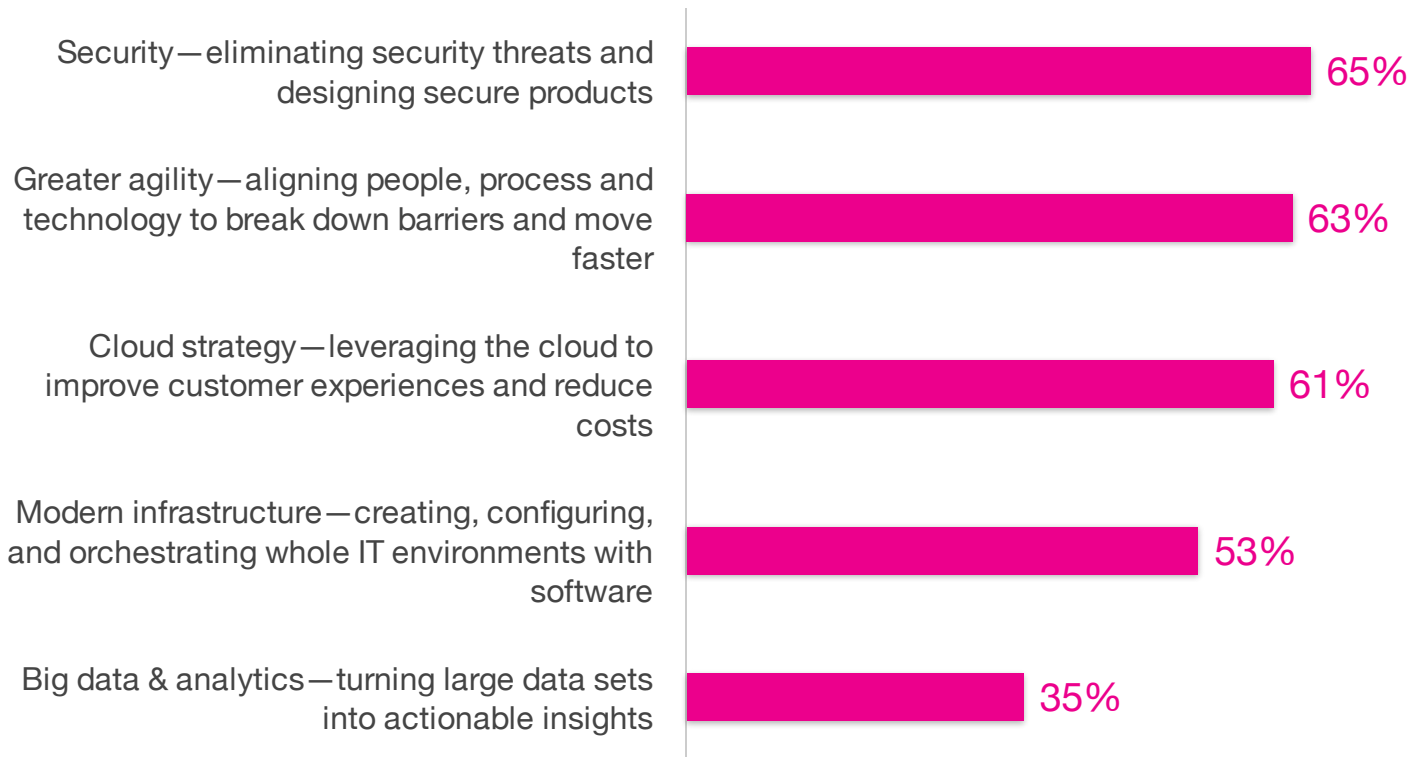 Security—eliminating security threats and
designing secure products
65%
Greater agility—aligning people, process and
technology to break down barriers and move
faster
63%
Cloud strategy—leveraging the cloud to
improve customer experiences and reduce
costs
61%
Modern infrastructure—creating, configuring,
and orchestrating whole IT environments with
software
53%
Big data & analytics—turning large data sets
into actionable insights
35%